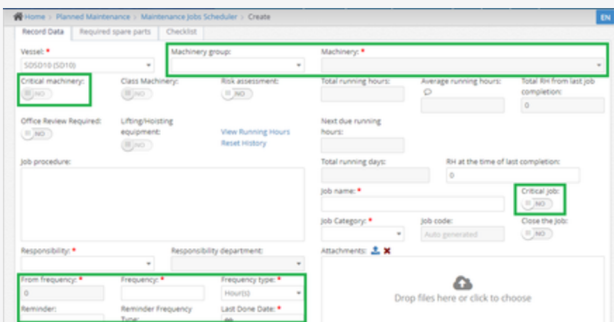 Home > Planned Maintenance > Maintenance Jobs Scheduler > Create
EN
Record Data
Required spare parts
Checklist
Vessel: *
Machinery group:
Machinery: *
SDSD10 (SD10)
Critical machinery:
Class Machinery:
Risk assessment:
Total running hours:
Average running hours:
Total RH from last job completion:
NO
NO
NO
0
Office Review Required:
Lifting/Hoisting equipment:
View Running Hours
Reset History
Next due running hours:
NO
NO
Job procedure:
Total running days:
RH at the time of last completion:
0
Job name: *
Critical job:
NO
Job Category: *
Job code:
Close the Job:
Auto generated
NO
Responsibility: *
Responsibility department:
Attachments:
From frequency: *
Frequency: *
Frequency type: *
0
Hour(s)
Drop files here or click to choose
Reminder:
Reminder Frequency Type:
Last Done Date: *